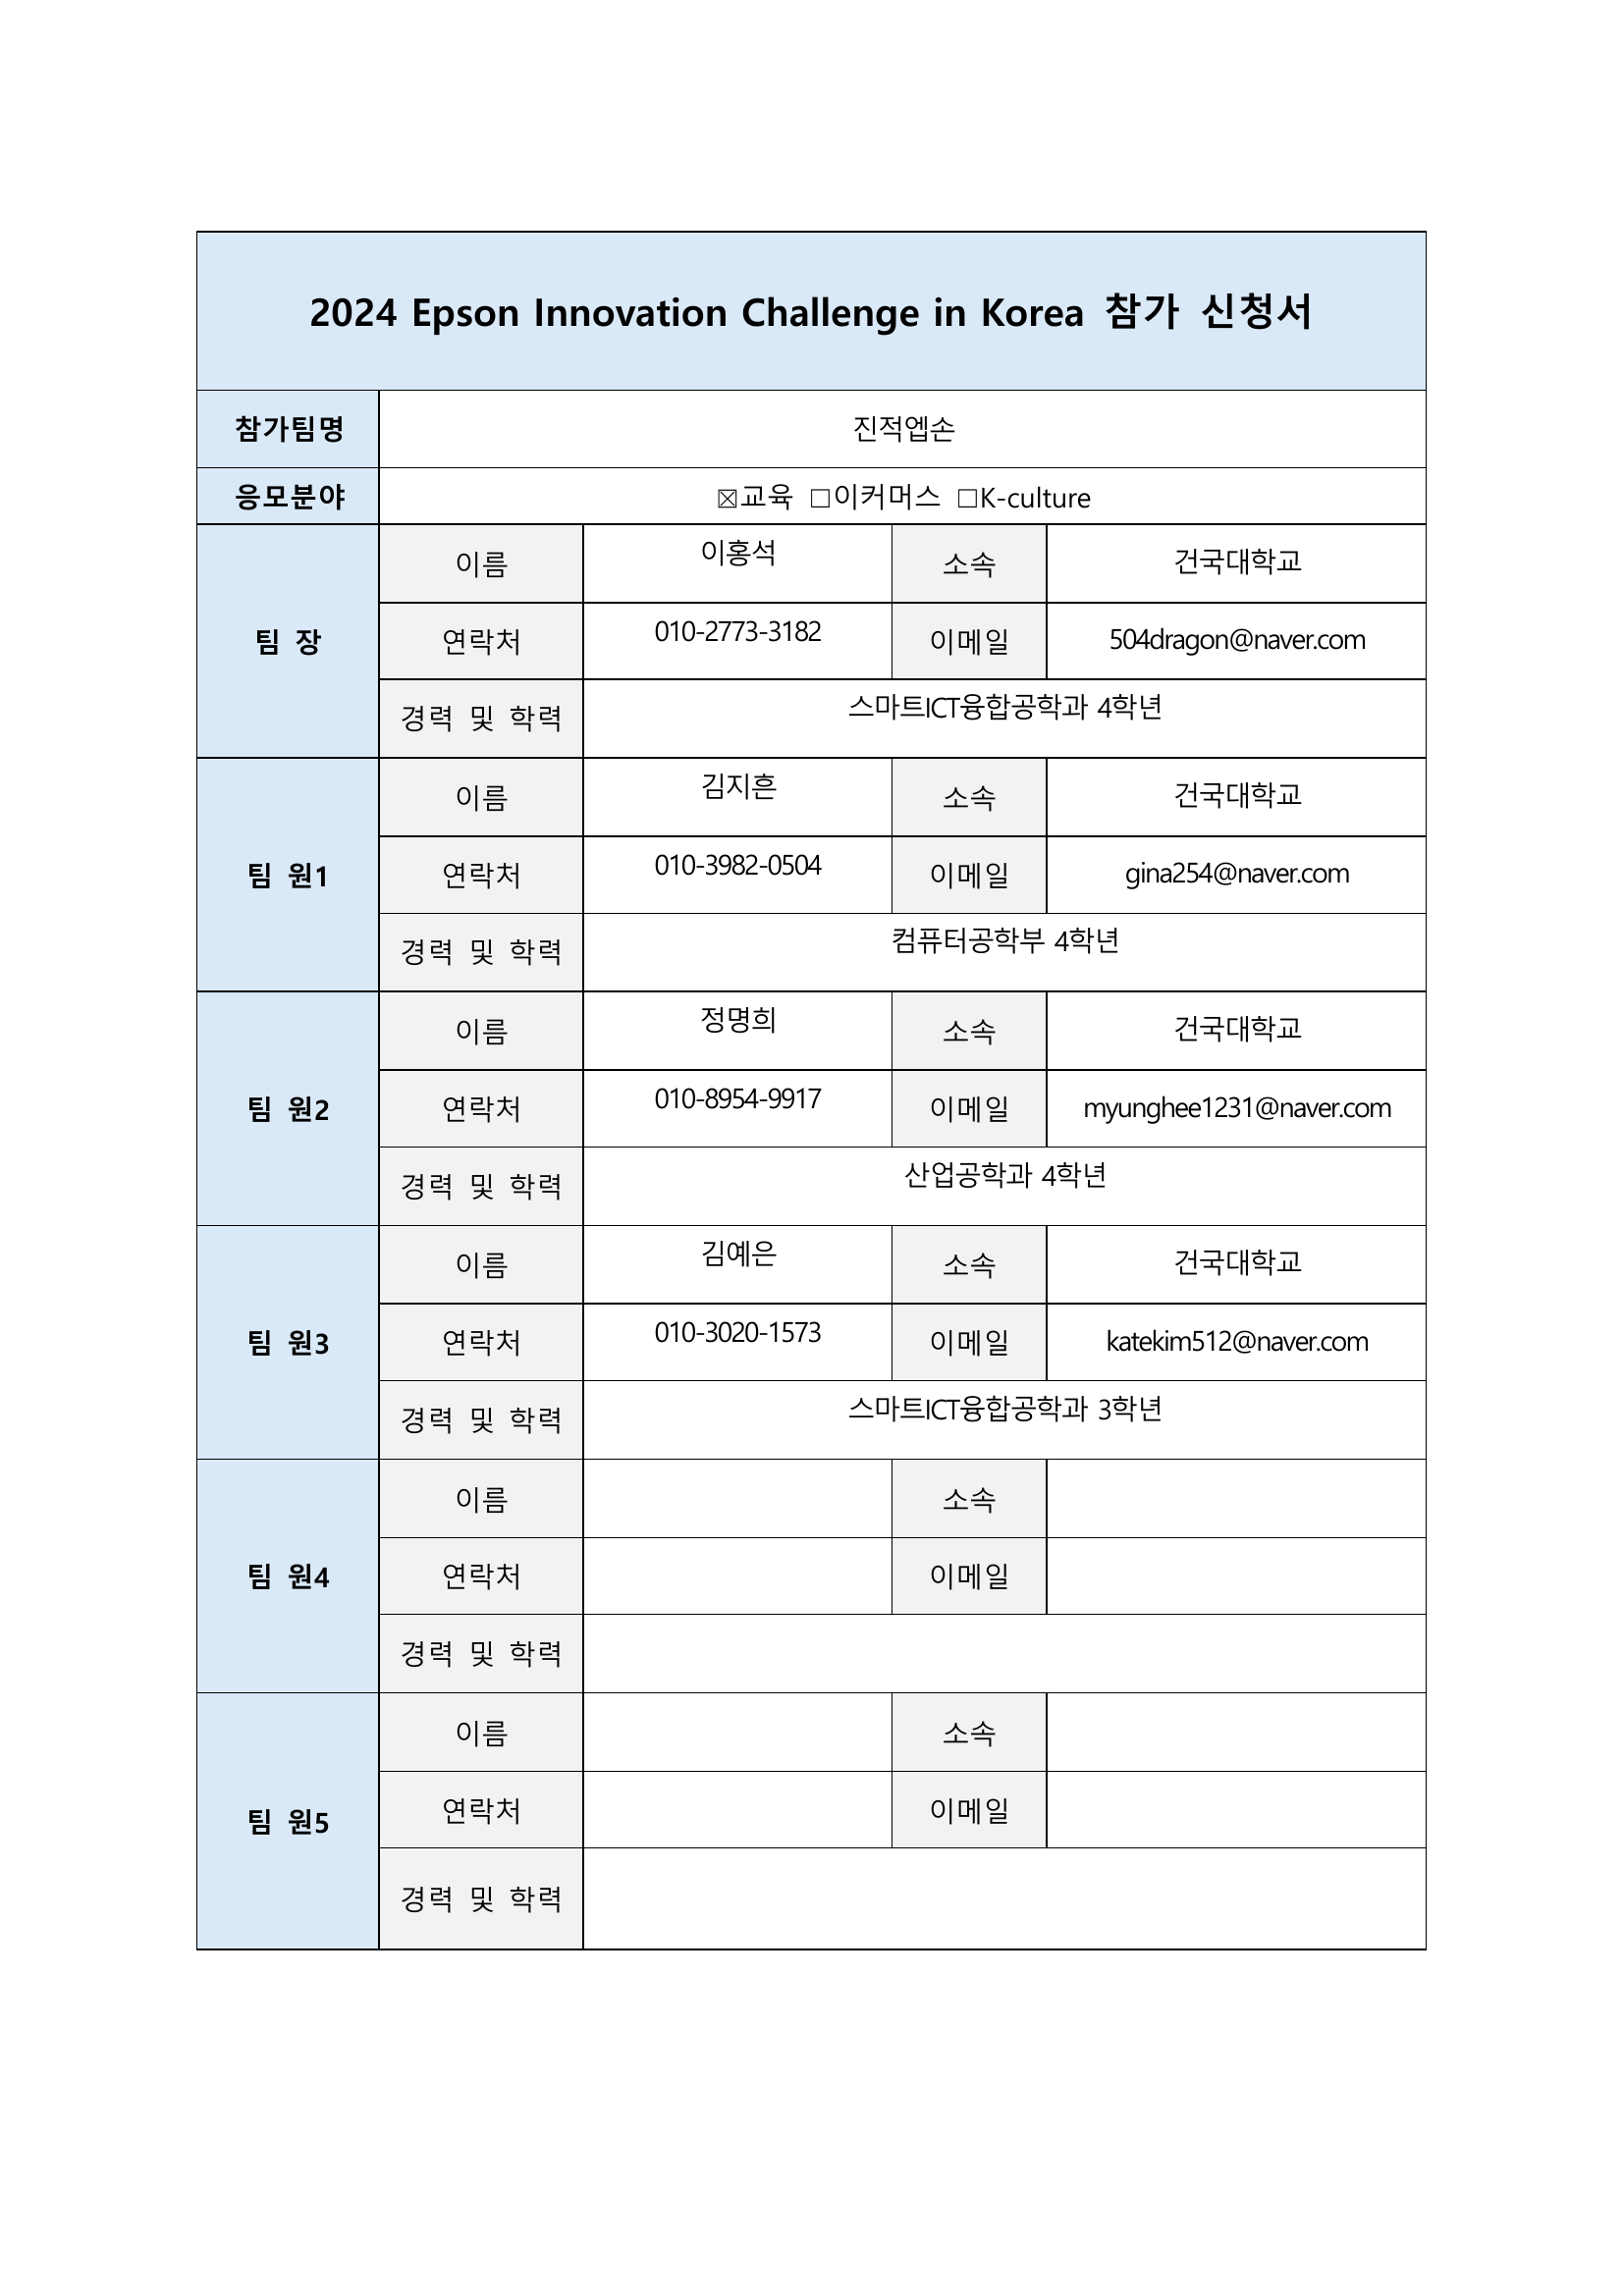 2024 Epson Innovation Challenge in Korea 참가 신청서
참가팀명 진적엡손
응모분야 ☒교육 ☐이커머스 ☐K-culture
팀 장
이름 이홍석 소속 건국대학교
연락처 010-2773-3182 이메일 504dragon@naver.com
경력 및 학력 스마트ICT융합공학과 4학년
팀 원1
이름 김지흔 소속 건국대학교
연락처 010-3982-0504 이메일 gina254@naver.com
경력 및 학력 컴퓨터공학부 4학년
팀 원2
이름 정명희 소속 건국대학교
연락처 010-8954-9917 이메일 myunghee1231@naver.com
경력 및 학력 산업공학과 4학년
팀 원3
이름 김예은 소속 건국대학교
연락처 010-3020-1573 이메일 katekim512@naver.com
경력 및 학력 스마트ICT융합공학과 3학년
팀 원4
이름 소속
연락처 이메일
경력 및 학력
팀 원5
이름 소속
연락처 이메일
경력 및 학력